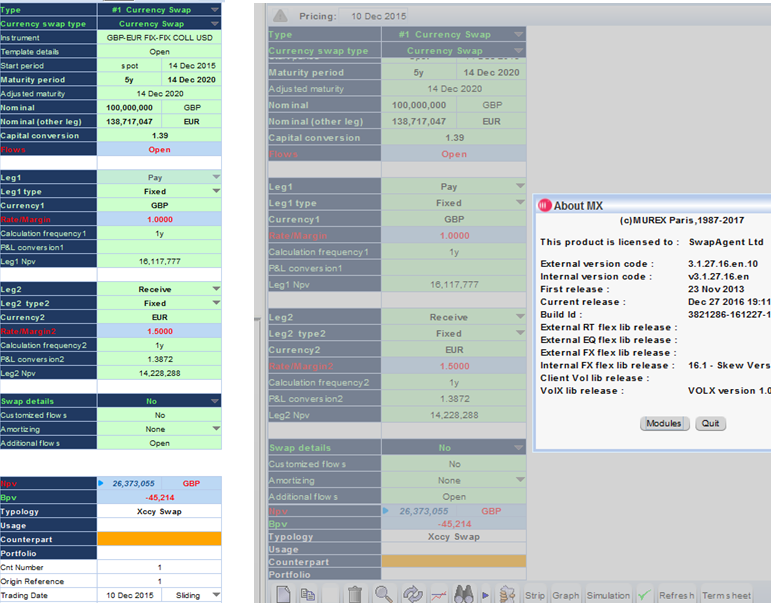 Type #1 Currency Swap
Currency swap type Currency Swap
Instrument GBP-EUR FIX-FIX COLL USD
Template details Open
Start period spot 14 Dec 2015
Maturity period 5y 14 Dec 2020
Adjusted maturity 14 Dec 2020
Nominal 100,000,000 GBP
Nominal (other leg) 138,717,047 EUR
Capital conversion 1.39
Flows Open
Leg1 Pay
Leg1 type Fixed
Currency1 GBP
Rate/Margin 1.0000
Calculation frequency1 1y
P&L conversion1
Leg1 Npv 16,117,777
Leg2 Receive
Leg2 type2 Fixed
Currency2 EUR
Rate/Margin2 1.5000
Calculation frequency2 1y
P&L conversion2 1.3872
Leg2 Npv 14,228,288
Swap details No
Customized flows No
Amortizing None
Additional flows Open
Npv 26,373,055 GBP
Bpv -45,214
Typology Xccy Swap
Usage
Counterpart
Portfolio
Cnt Number 1
Origin Reference 1
Trading Date 10 Dec 2015 Sliding
Pricing: 10 Dec 2015
Type #1 Currency Swap
Currency swap type Currency Swap
Maturity period 5y 14 Dec 2020
Adjusted maturity 14 Dec 2020
Nominal 100,000,000 GBP
Nominal (other leg) 138,717,047 EUR
Capital conversion 1.39
Flows Open
Leg1 Pay
Leg1 type Fixed
Currency1 GBP
Rate/Margin 1.0000
Calculation frequency1 1y
P&L conversion1
Leg1 Npv 16,117,777
Leg2 Receive
Leg2 type2 Fixed
Currency2 EUR
Rate/Margin2 1.5000
Calculation frequency2 1y
P&L conversion2 1.3872
Leg2 Npv 14,228,288
Swap details No
Customized flows No
Amortizing None
Additional flows Open
Npv 26,373,055 GBP
Bpv -45,214
Typology Xccy Swap
Usage
Counterpart
Portfolio
Strip Graph Simulation Refresh Termsheet
About MX
(c)MUREX Paris,1987-2017
This product is licensed to : SwapAgent Ltd
External version code : 3.1.27.16.en.10
Internal version code : v3.1.27.16.en
First release : 23 Nov 2013
Current release : Dec 27 2016 19:11
Build Id : 3821286-161227-1
External RT flex lib release :
External EQ flex lib release :
External FX flex lib release :
Internal FX flex lib release : 16.1 - Skew Vers
Client Vol lib release :
VolX lib release : VOLX version 1.0
Modules Quit